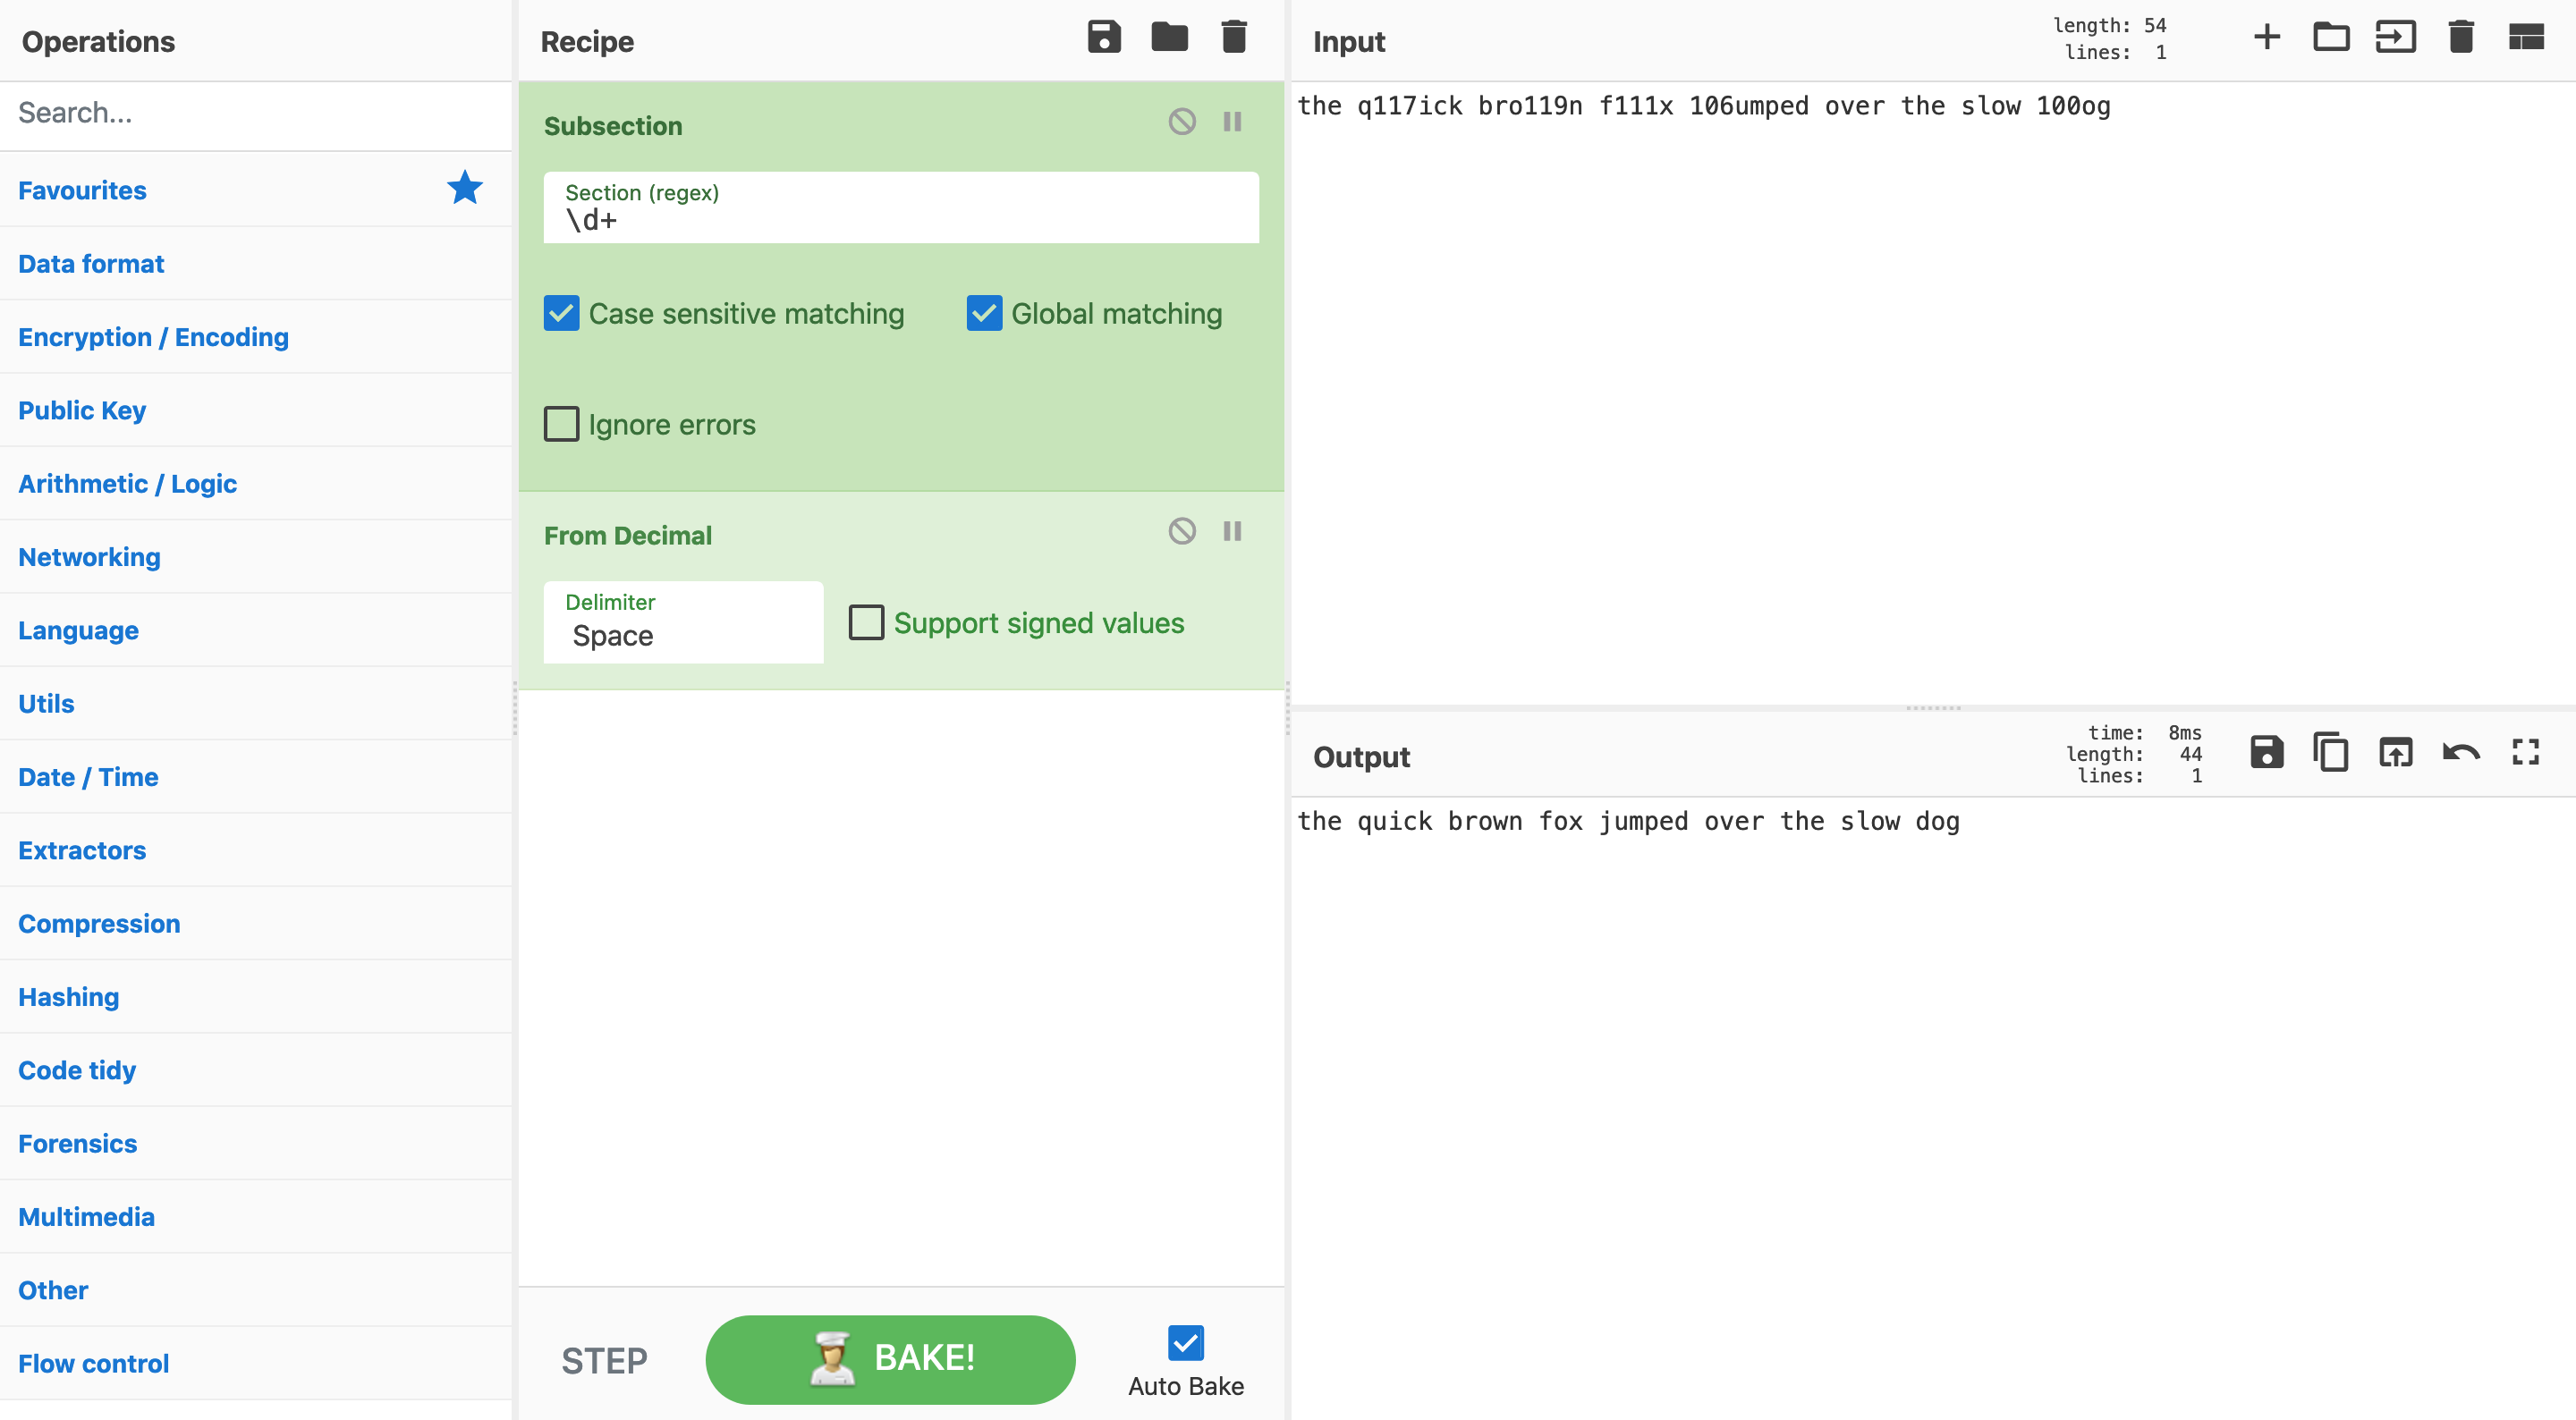 Operations
Search...
Favourites
Data format
Encryption / Encoding
Public Key
Arithmetic / Logic
Networking
Language
Utils
Date / Time
Extractors
Compression
Hashing
Code tidy
Forensics
Multimedia
Other
Flow control
Recipe
Subsection
Section (regex)
\d+
Case sensitive matching
Global matching
Ignore errors
From Decimal
Delimiter
Space
Support signed values
STEP
BAKE!
Auto Bake
Input
length: 54
lines: 1
the q117ick bro119n f111x 106umped over the slow 100og
Output
time: 8ms
length: 44
lines: 1
the quick brown fox jumped over the slow dog